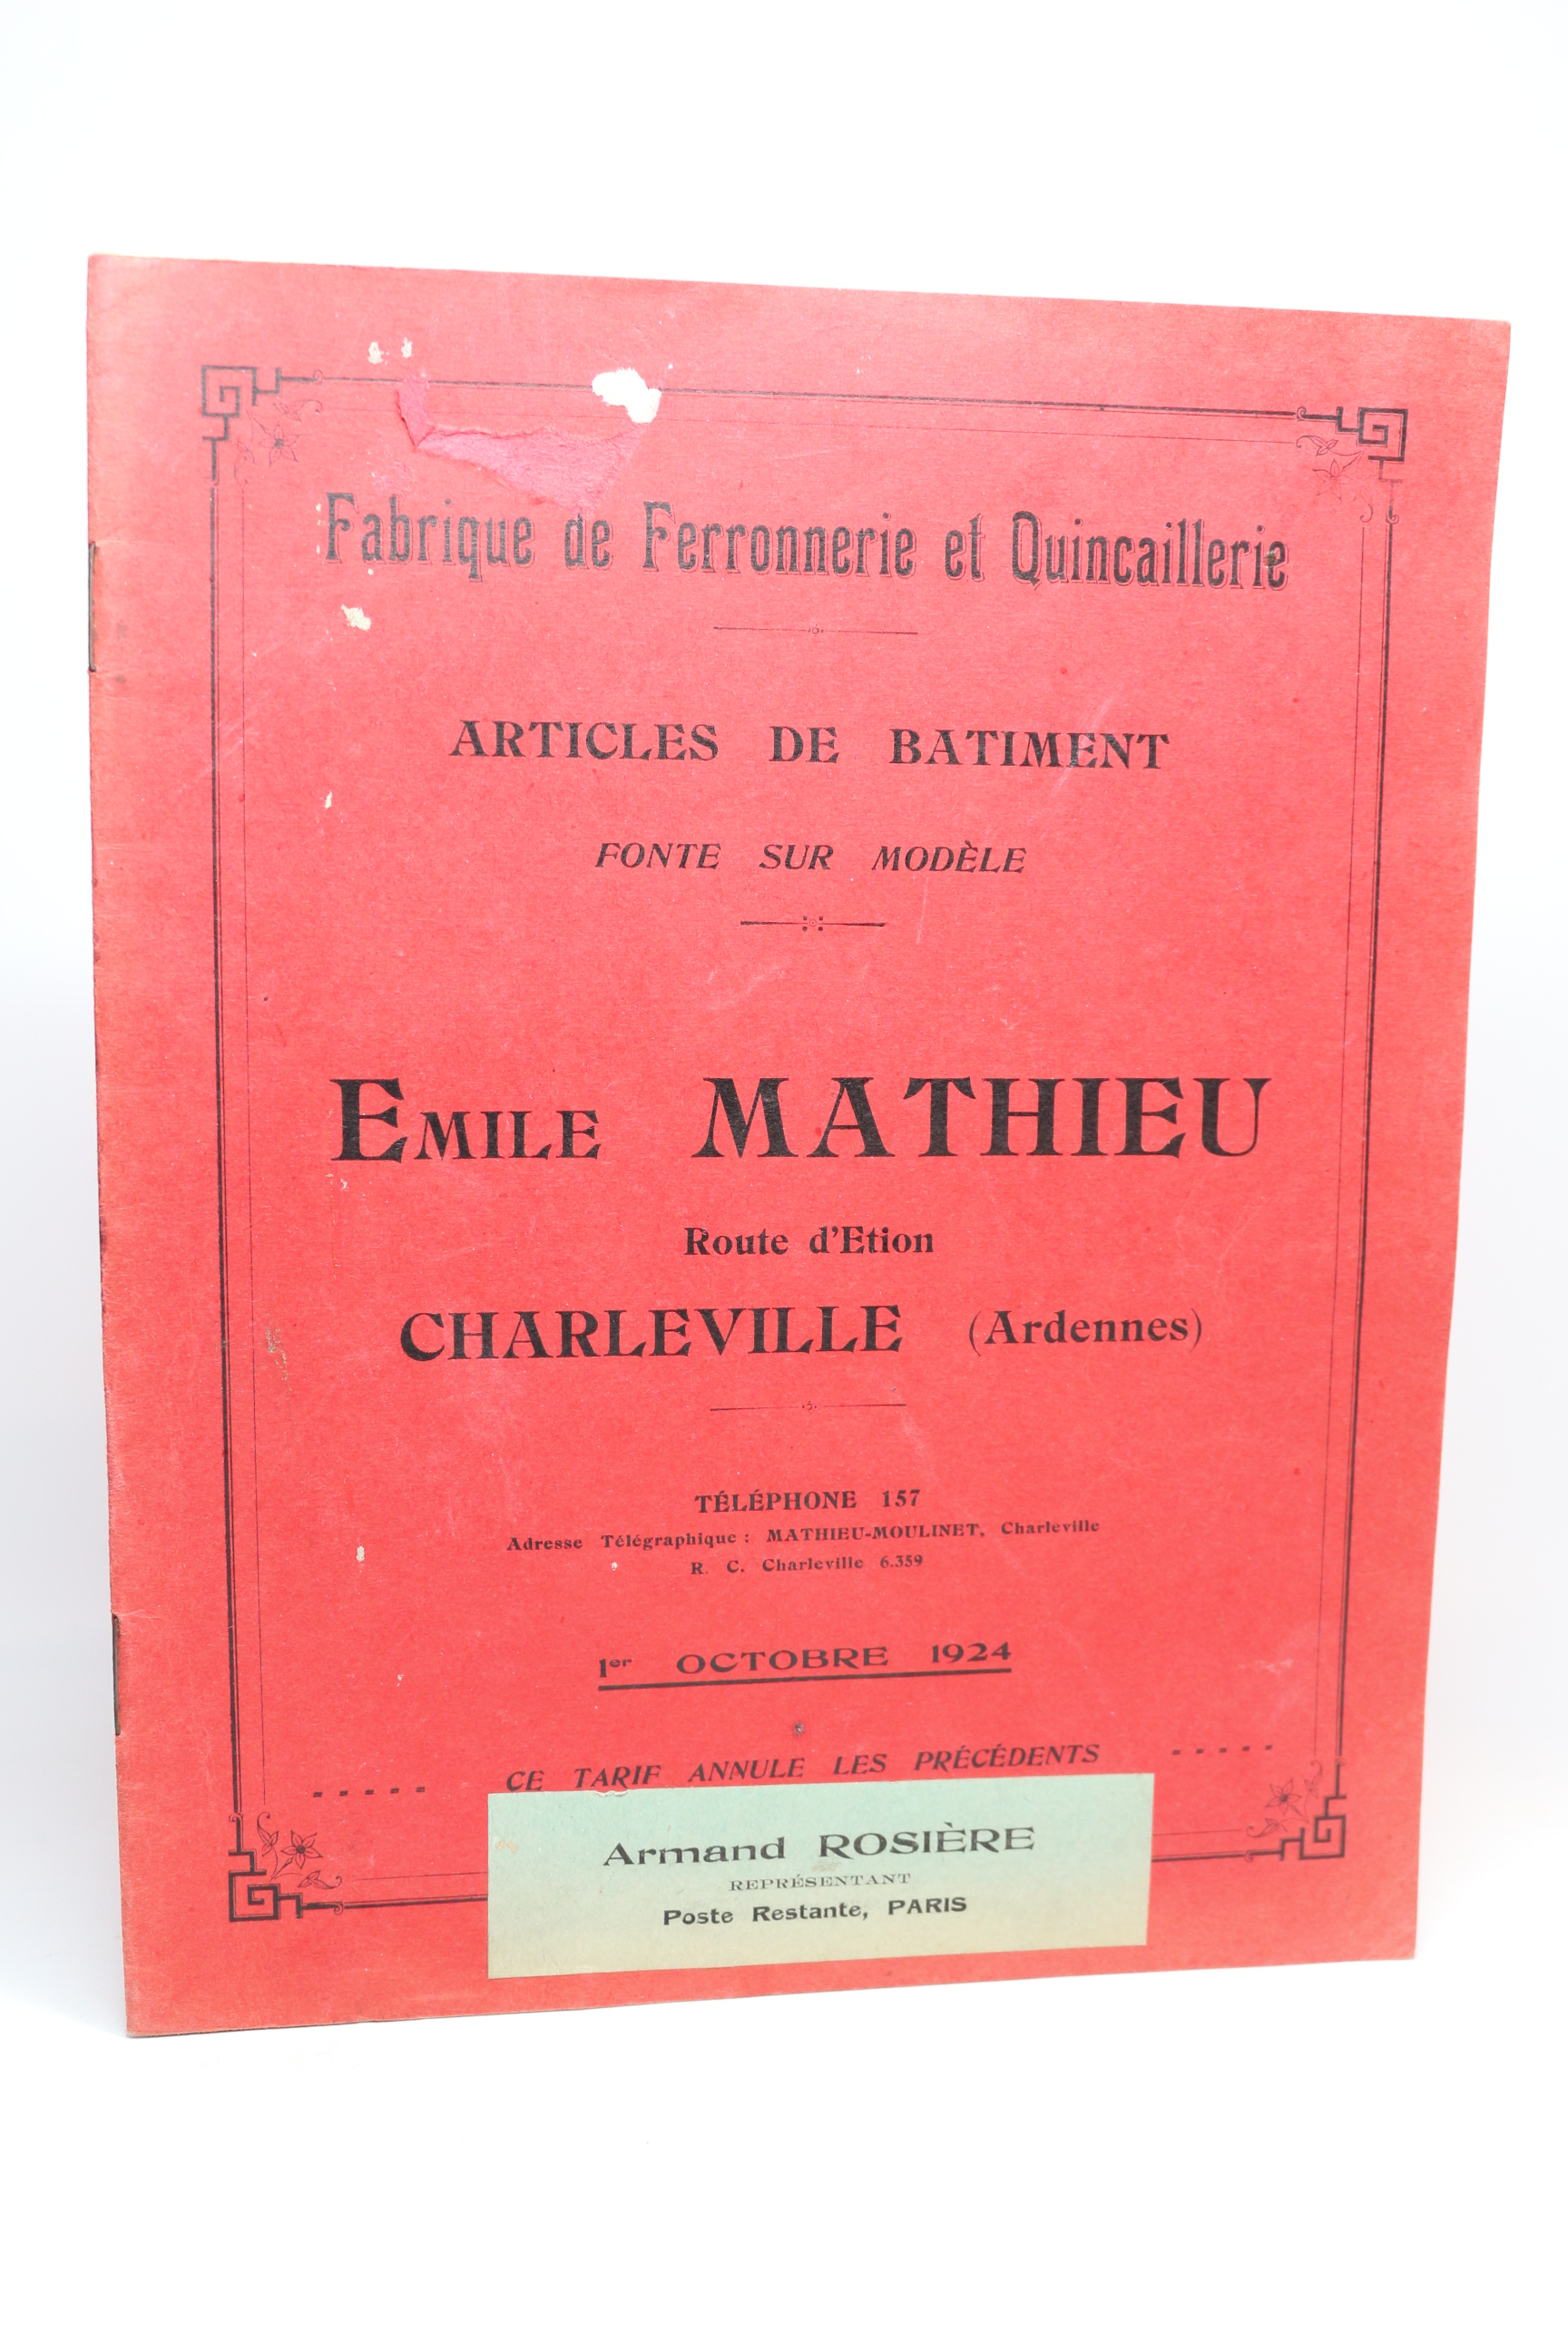 Fabrique de Ferronnerie et Quincaillerie
ARTICLES DE BATIMENT
FONTE SUR MODÈLE
EMILE MATHIEU
Route d'Etion
CHARLEVILLE (Ardennes)
TÉLÉPHONE 157
Adresse Télégraphique : MATHIEU-MOULINET, Charleville
R. C. Charleville 6.359
1er OCTOBRE 1924
CE TARIF ANNULE LES PRÉCÉDENTS
Armand ROSIÈRE
REPRÉSENTANT
Poste Restante, PARIS